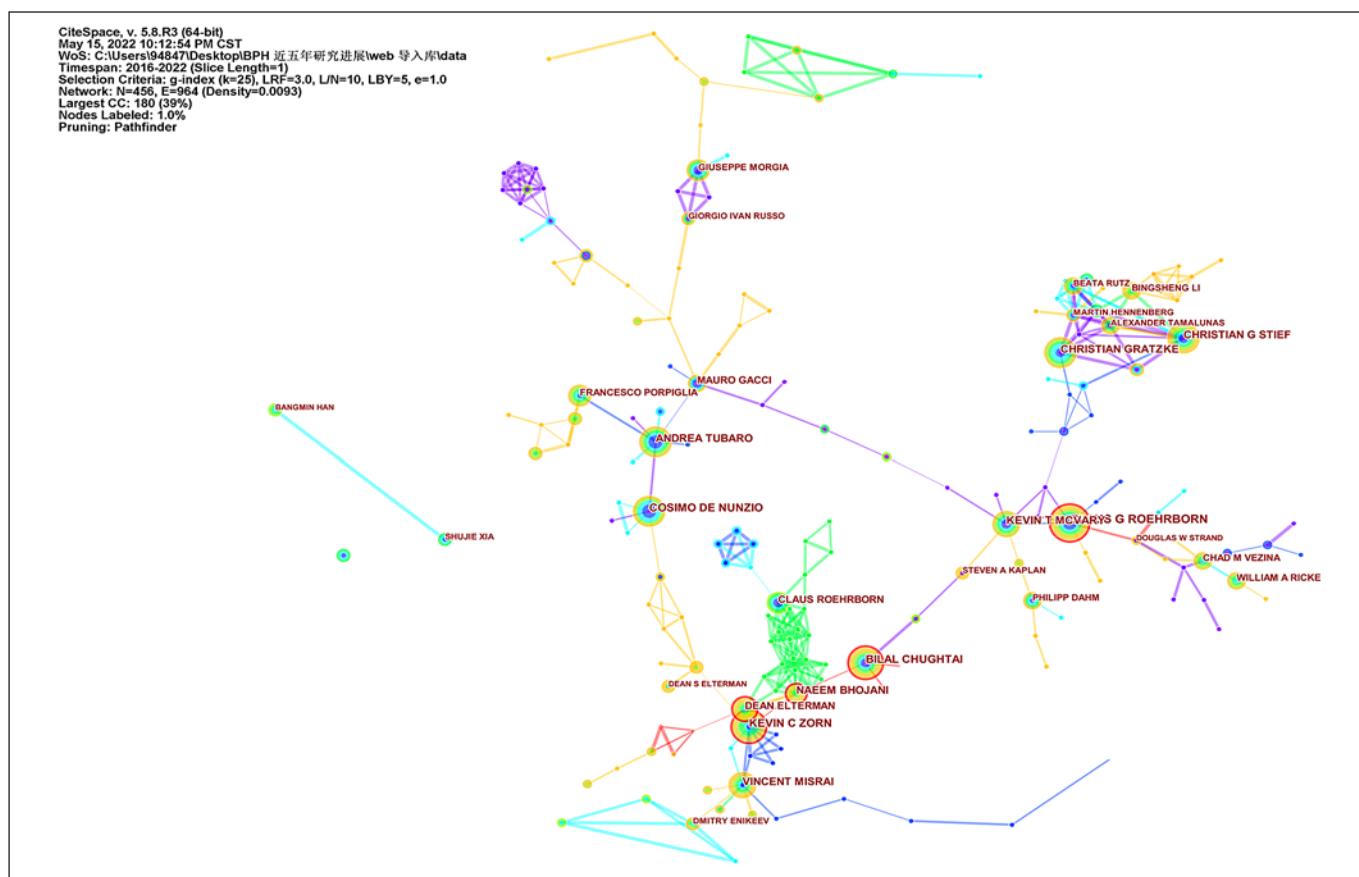 CiteSpace, v. 5.8.R3 (64-bit)
May 15, 2022 10:12:54 PM CST
WoS: C:\Users\94847\Desktop\BPH 近五年研究进展\web 导入库\data
Timespan: 2016-2022 (Slice Length=1)
Selection Criteria: g-index (k=25), LRF=3.0, L/N=10, LBY=5, e=1.0
Network: N=456, E=964 (Density=0.0093)
Largest CC: 180 (39%)
Nodes Labeled: 1.0%
Pruning: Pathfinder
GIUSEPPE MORGIA
GIORGIO IVAN RUSSO
BEATA RUTZ
BINGSHENG LI
MARTIN HENNENBERG
ALEXANDER TAMALUNAS
CHRISTIAN G STIEF
CHRISTIAN GRATZKE
MAURO GACCI
FRANCESCO PORPIGLIA
BANGMIN HAN
ANDREA TUBARO
COSIMO DE NUNZIO
KEVIN T MCVARY
S G ROEHRBORN
SHUJIE XIA
DOUGLAS W STRAND
CHAD M VEZINA
STEVEN A KAPLAN
WILLIAM A RICKE
CLAUS ROEHRBORN
PHILIPP DAHM
BILAL CHUGHTAI
DEAN S ELTERMAN
NAEEM BHOJANI
DEAN ELTERMAN
KEVIN C ZORN
VINCENT MISRAI
DMITRY ENIKEEV